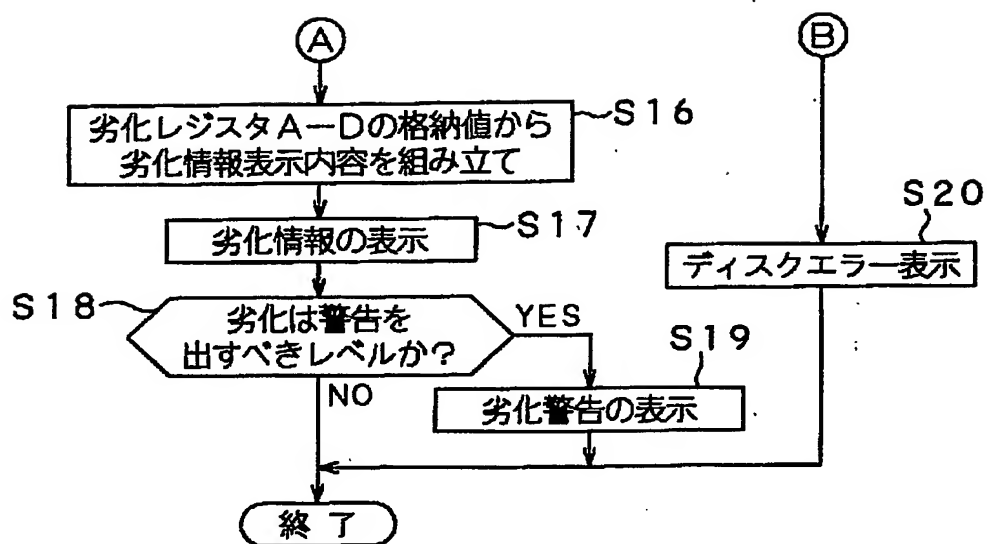 A
B
劣化レジスタA−Dの格納値から
劣化情報表示内容を組み立て
S16
劣化情報の表示
S17
S20
ディスクエラー表示
S18
劣化は警告を
出すべきレベルか?
YES
NO
S19
劣化警告の表示
終了